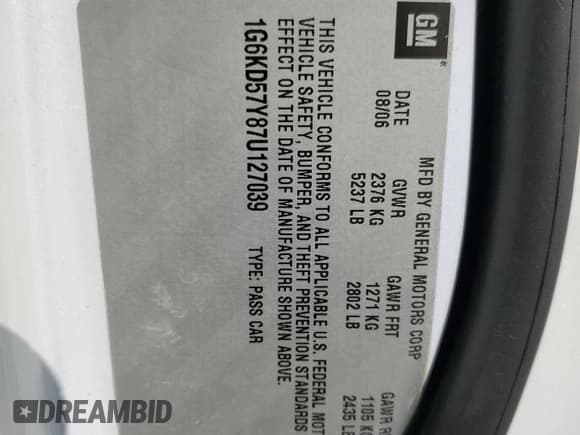 GM
MFD BY GENERAL MOTORS CORP
DATE GVWR GAWR FRT GAWR
08/06 2376 KG 1271 KG 1105
5237 LB 2802 LB 2435
THIS VEHICLE CONFORMS TO ALL APPLICABLE U.S. FEDERAL
VEHICLE SAFETY, BUMPER, AND THEFT PREVENTION STANDARDS
EFFECT ON THE DATE OF MANUFACTURE SHOWN ABOVE.
1G6KD57Y87U127039 TYPE: PASS CAR
DREAMBID